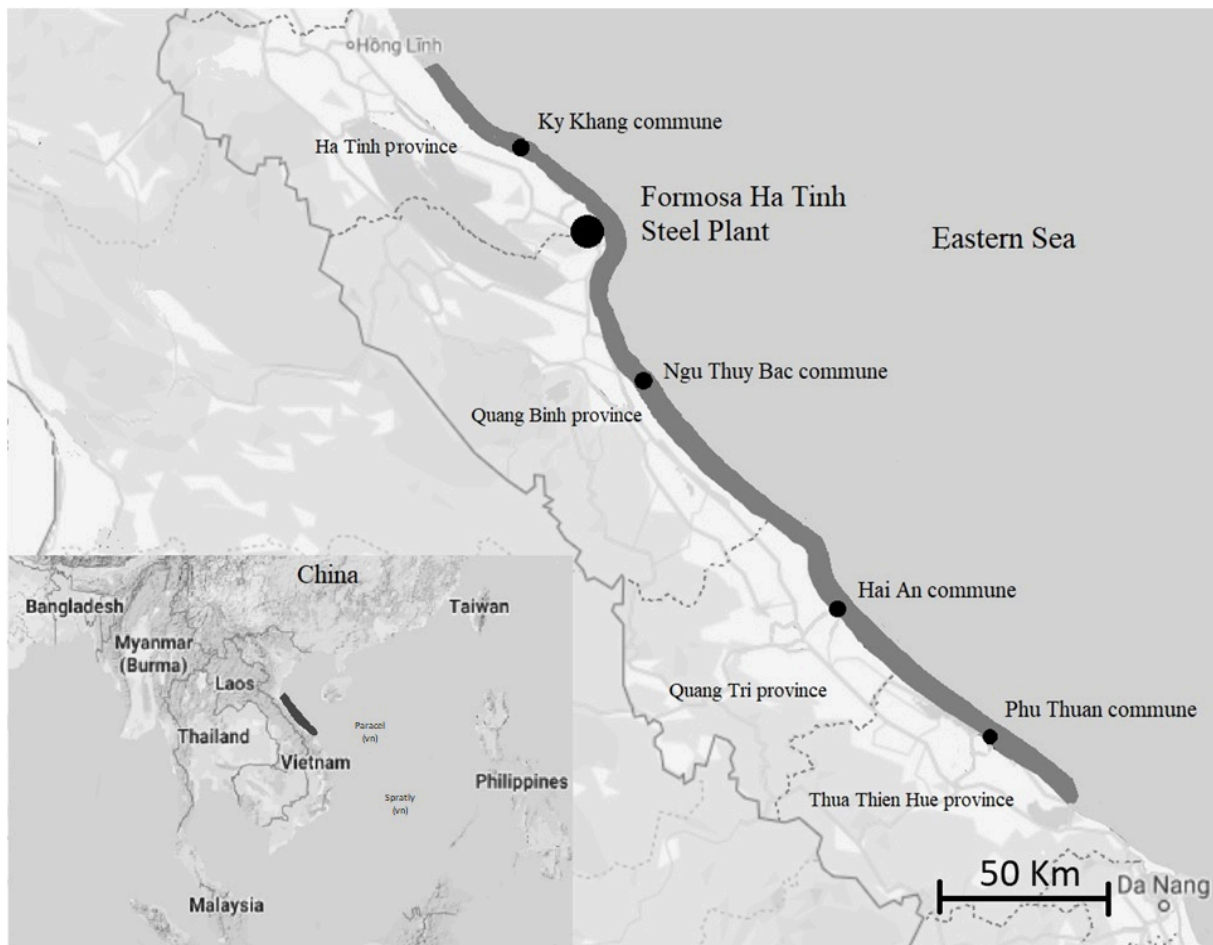 Hồng Lĩnh
Ky Khang commune
Ha Tinh province
Formosa Ha Tinh
Steel Plant
Eastern Sea
Ngu Thuy Bac commune
Quang Binh province
Hai An commune
Quang Tri province
Phu Thuan commune
Thua Thien Hue province
50 Km
Da Nang
China
Bangladesh
Taiwan
Myanmar
(Burma)
Laos
Paracel
(vn)
Thailand
Vietnam
Philippines
Spratly
(vn)
Malaysia